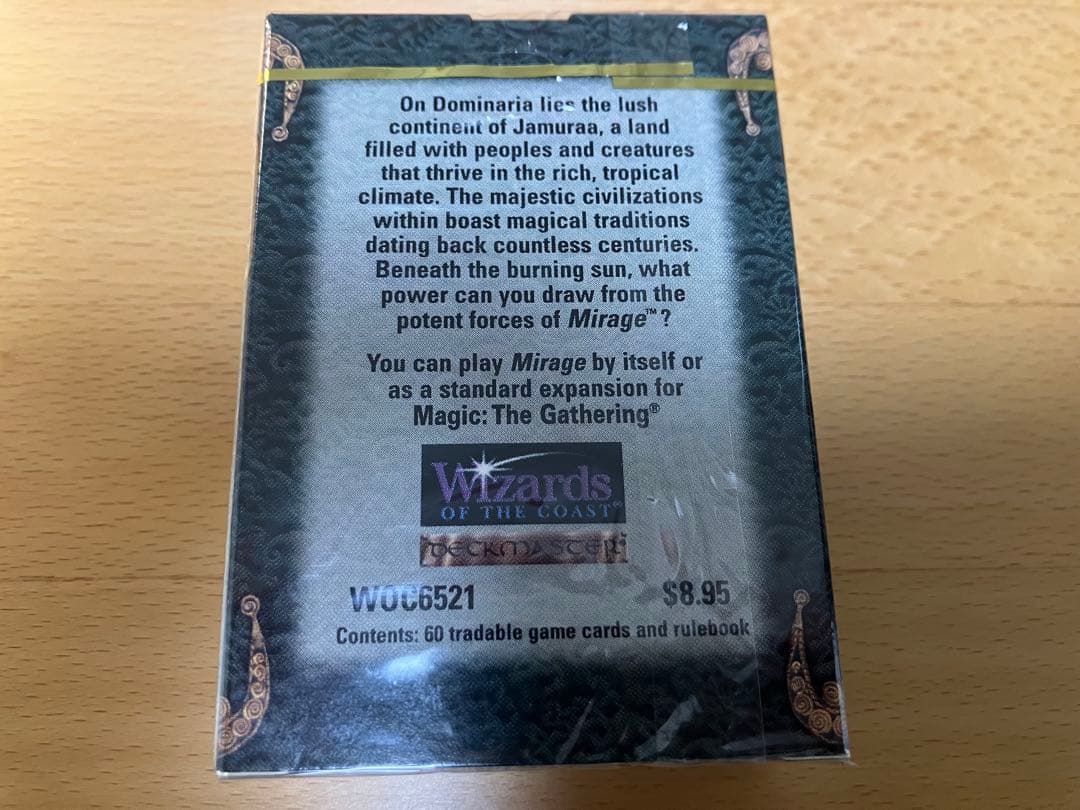 On Dominaria lies the lush
continent of Jamuraa, a land
filled with peoples and creatures
that thrive in the rich, tropical
climate. The majestic civilizations
within boast magical traditions
dating back countless centuries.
Beneath the burning sun, what
power can you draw from the
potent forces of Mirage™?
You can play Mirage by itself or
as a standard expansion for
Magic: The Gathering®
Wizards
OF THE COAST™
DECKMASTER
WOC6521 $8.95
Contents: 60 tradable game cards and rulebook